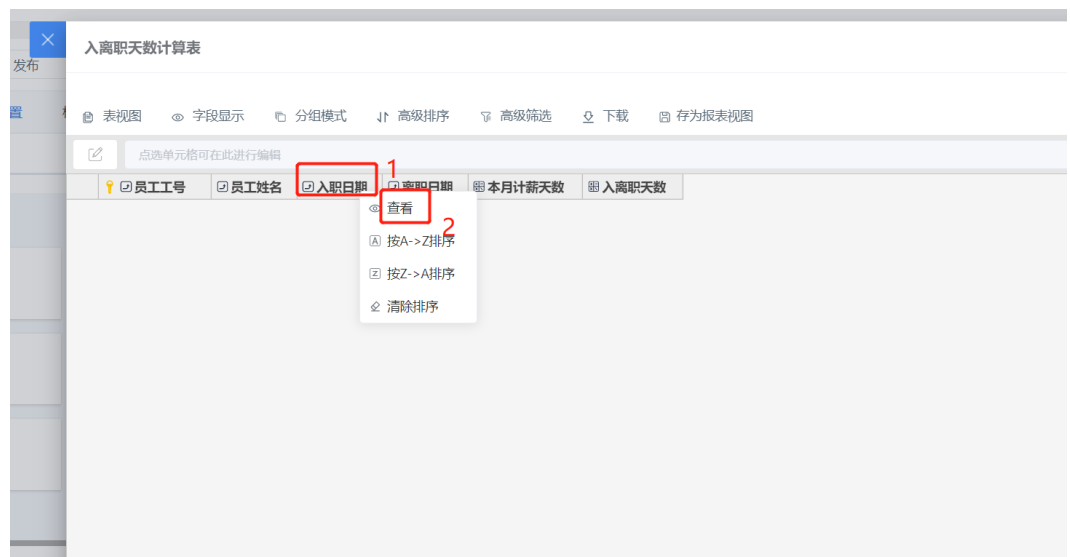 入离职天数计算表
发布
置
表视图 字段显示 分组模式 高级排序 高级筛选 下载 存为报表视图
点选单元格可在此进行编辑
1
员工工号 员工姓名 入职日期 离职日期 本月计薪天数 入离职天数
查看
2
A 按A->Z排序
Z 按Z->A排序
清除排序